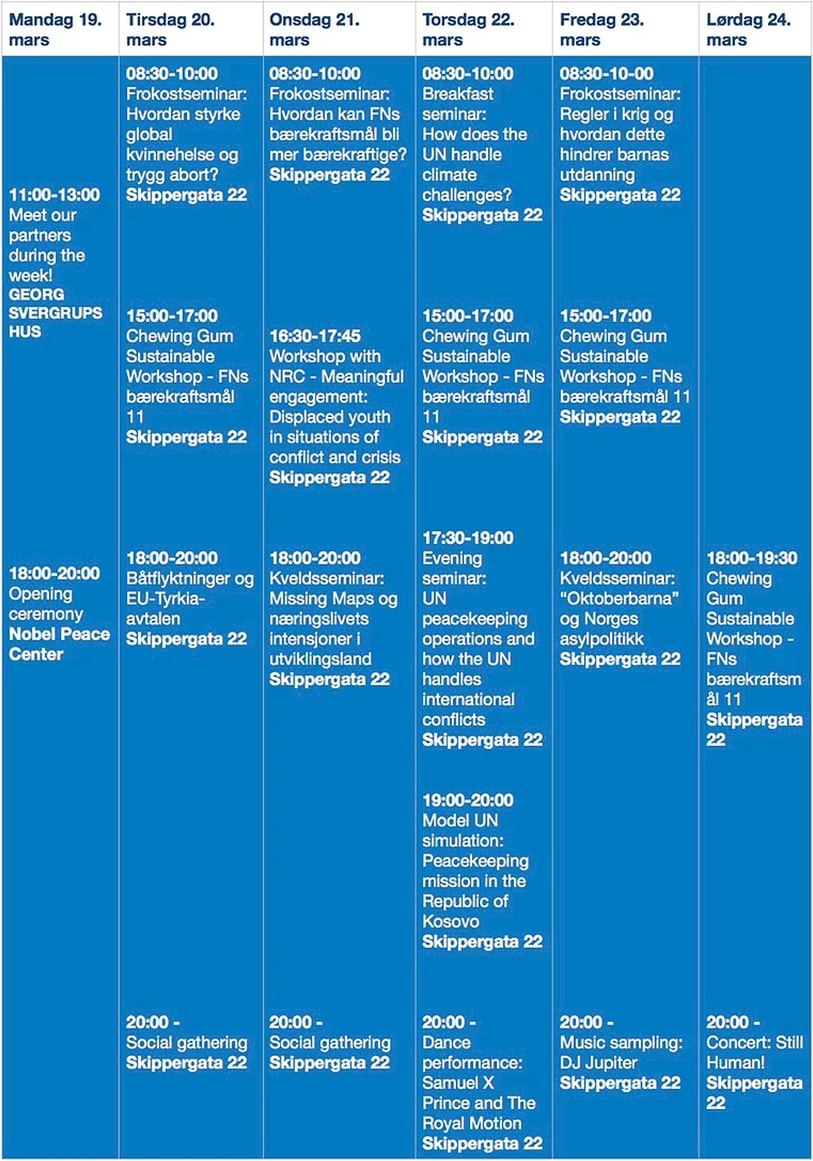 Mandag 19.
mars
Tirsdag 20.
mars
Onsdag 21.
mars
Torsdag 22.
mars
Fredag 23.
mars
Lørdag 24.
mars
11:00-13:00
Meet our
partners
during the
week!
GEORG
SVERGRUPS
HUS
18:00-20:00
Opening
ceremony
Nobel Peace
Center
08:30-10:00
Frokostseminar:
Hvordan styrke
global
kvinnehelse og
trygg abort?
Skippergata 22
15:00-17:00
Chewing Gum
Sustainable
Workshop - FNs
bærekraftsmål
11
Skippergata 22
18:00-20:00
Båtflyktninger og
EU-Tyrkia-
avtalen
Skippergata 22
20:00 -
Social gathering
Skippergata 22
08:30-10:00
Frokostseminar:
Hvordan kan FNs
bærekraftsmål bli
mer bærekraftige?
Skippergata 22
16:30-17:45
Workshop with
NRC - Meaningful
engagement:
Displaced youth
in situations of
conflict and crisis
Skippergata 22
18:00-20:00
Kveldsseminar:
Missing Maps og
næringslivets
intensjoner i
utviklingsland
Skippergata 22
20:00 -
Social gathering
Skippergata 22
08:30-10:00
Breakfast
seminar:
How does the
UN handle
climate
challenges?
Skippergata 22
15:00-17:00
Chewing Gum
Sustainable
Workshop - FNs
bærekraftsmål
11
Skippergata 22
17:30-19:00
Evening
seminar:
UN
peacekeeping
operations and
how the UN
handles
international
conflicts
Skippergata 22
19:00-20:00
Model UN
simulation:
Peacekeeping
mission in the
Republic of
Kosovo
Skippergata 22
20:00 -
Dance
performance:
Samuel X
Prince and The
Royal Motion
Skippergata 22
08:30-10-00
Frokostseminar:
Regler i krig og
hvordan dette
hindrer barnas
utdanning
Skippergata 22
15:00-17:00
Chewing Gum
Sustainable
Workshop - FNs
bærekraftsmål 11
Skippergata 22
18:00-20:00
Kveldsseminar:
“Oktoberbarna”
og Norges
asylpolitikk
Skippergata 22
20:00 -
Music sampling:
DJ Jupiter
Skippergata 22
18:00-19:30
Chewing
Gum
Sustainable
Workshop -
FNs
bærekraftsm
ål 11
Skippergata
22
20:00 -
Concert: Still
Human!
Skippergata
22